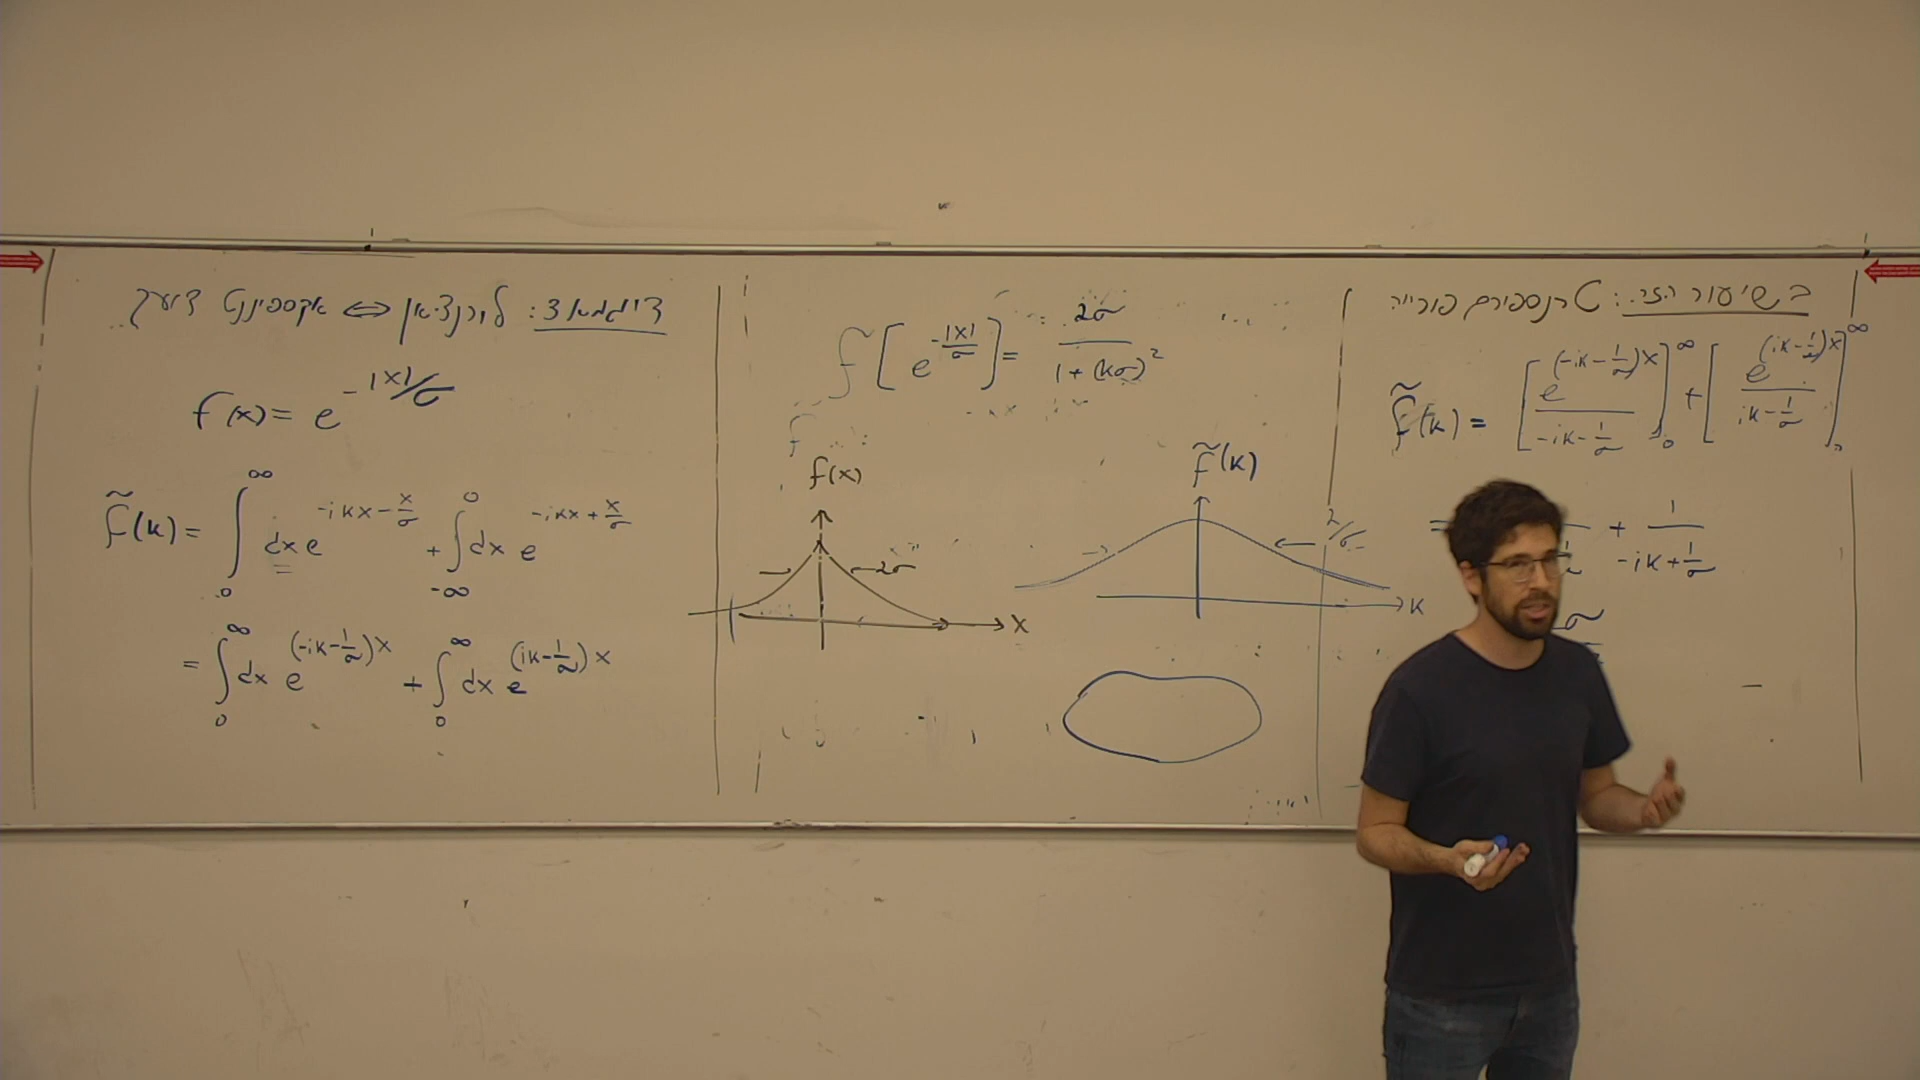 דוגמא 3: לורנציאן ⇔ אקספוננט דועך
f(x) = e^{-|x|/σ}
f̃(k) = ∫_0^∞ dx e^{-ikx - x/σ} + ∫_{-∞}^0 dx e^{-ikx + x/σ}
= ∫_0^∞ dx e^{(-ik - 1/σ)x} + ∫_0^∞ dx e^{(ik - 1/σ)x}
f̃[e^{-|x|/σ}] = 2σ / (1 + (kσ)^2)
f(x)
2σ
x
f̃(k)
2/σ
k
בשיעור הזה: טרנספורם פורייה
f̃(k) = [e^{(-ik - 1/σ)x} / (-ik - 1/σ)]_0^∞ + [e^{(ik - 1/σ)x} / (ik - 1/σ)]_0^∞
= + 1 / (-ik + 1/σ)
σ